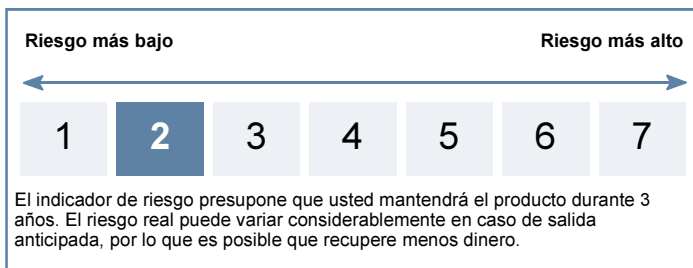 Riesgo más bajo Riesgo más alto
1 2 3 4 5 6 7
El indicador de riesgo presupone que usted mantendrá el producto durante 3
años. El riesgo real puede variar considerablemente en caso de salida
anticipada, por lo que es posible que recupere menos dinero.